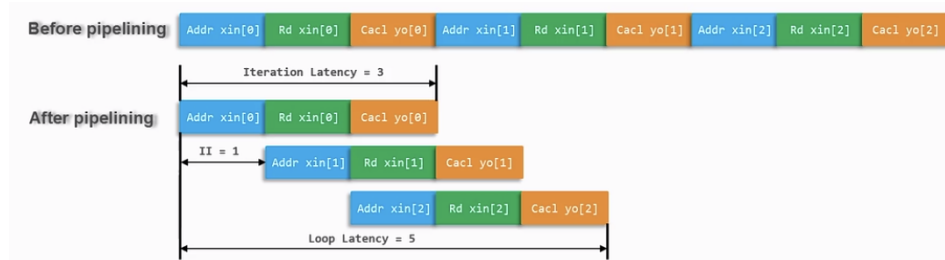 Before pipelining Addr xin[0] Rd xin[0] Cacl yo[0] Addr xin[1] Rd xin[1] Cacl yo[1] Addr xin[2] Rd xin[2] Cacl yo[2]
Iteration Latency = 3
After pipelining Addr xin[0] Rd xin[0] Cacl yo[0]
II = 1 Addr xin[1] Rd xin[1] Cacl yo[1]
Addr xin[2] Rd xin[2] Cacl yo[2]
Loop Latency = 5